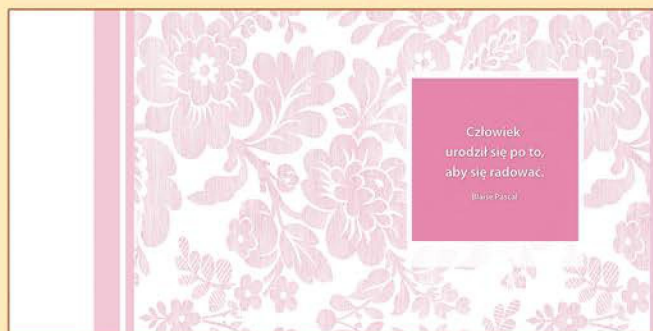 Człowiek
urodził się po to,
aby się radować.
Blaise Pascal